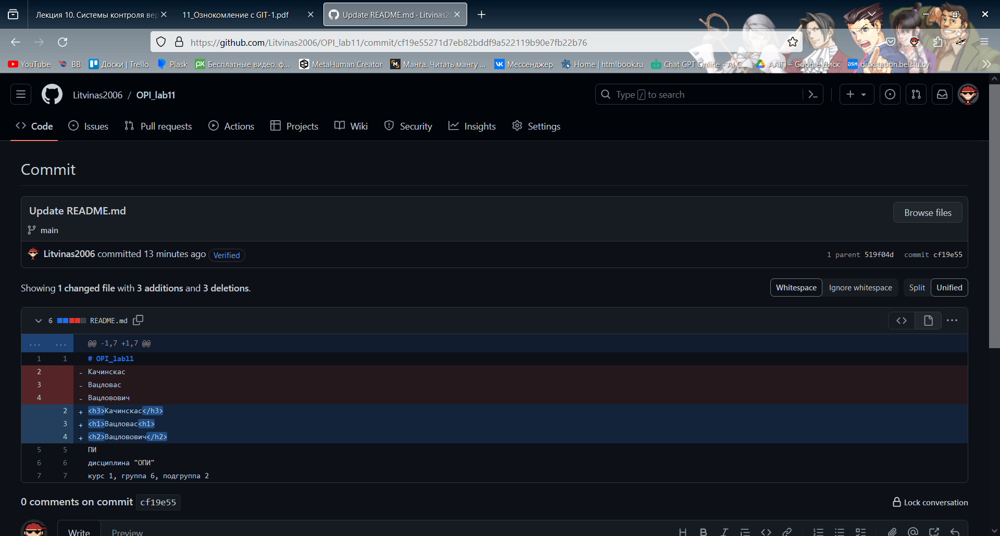 Лекция 10. Системы контроля вер
11_Ознокомление с GIT-1.pdf
Update README.md · Litvinas20
https://github.com/Litvinas2006/OPI_lab11/commit/cf19e55271d7eb82bddf9a522119b90e7fb22b76
YouTube
ВВ
Доски | Trello
Plask
Бесплатные видео, ф...
MetaHuman Creator
Манга. Читать мангу ...
Мессенджер
Home | htmlbook.ru
Chat GPT Online - AI C...
ААіП – Google Диск
diskstation.belstu.by
Litvinas2006 / OPI_lab11
Type / to search
Code
Issues
Pull requests
Actions
Projects
Wiki
Security
Insights
Settings
Commit
Update README.md
Browse files
main
Litvinas2006 committed 13 minutes ago Verified
1 parent 519f04d commit cf19e55
Showing 1 changed file with 3 additions and 3 deletions.
Whitespace Ignore whitespace
Split Unified
6 README.md
... ... @@ -1,7 +1,7 @@
1 1 # OPI_lab11
2 - Качинскас
3 - Вацловас
4 - Вацловович
2 + <h3>Качинскас</h3>
3 + <h1>Вацловас<h1>
4 + <h2>Вацловович</h2>
5 5 ПИ
6 6 дисциплина "ОПИ"
7 7 курс 1, группа 6, подгруппа 2
0 comments on commit cf19e55
Lock conversation
Write
Preview